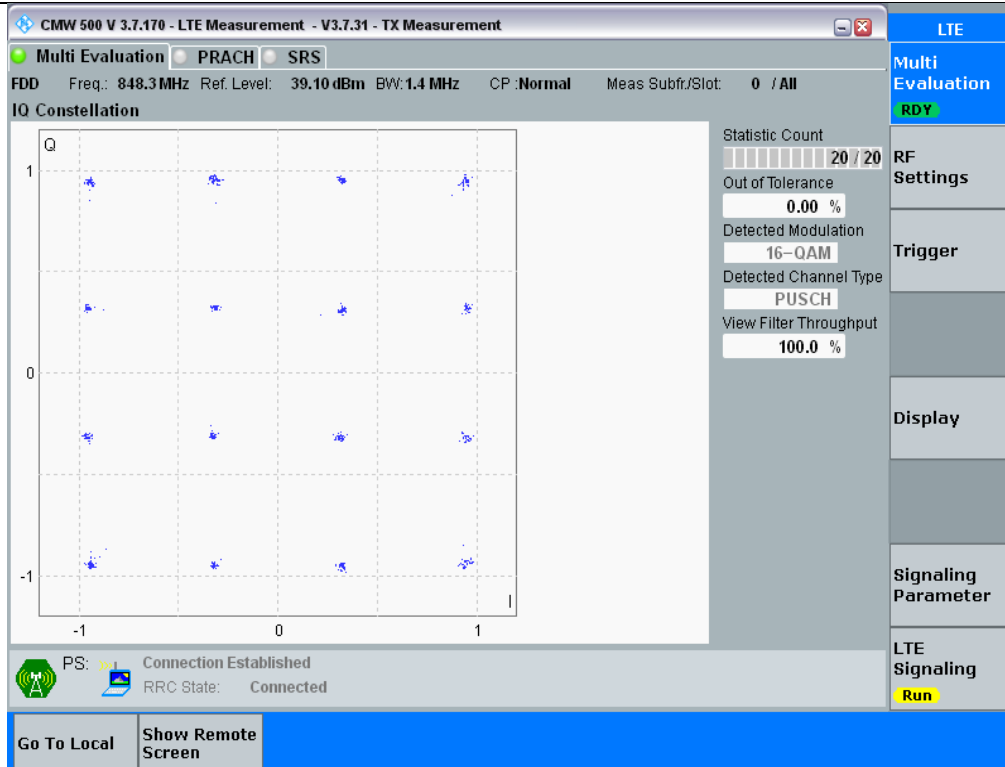 CMW 500 V 3.7.170 - LTE Measurement - V3.7.31 - TX Measurement
LTE
Multi Evaluation PRACH SRS
FDD Freq.: 848.3 MHz Ref. Level: 39.10 dBm BW: 1.4 MHz CP : Normal Meas Subfr./Slot: 0 / All
IQ Constellation
Q
1
0
-1
-1 0 1
I
Statistic Count
20 / 20
Out of Tolerance
0.00 %
Detected Modulation
16-QAM
Detected Channel Type
PUSCH
View Filter Throughput
100.0 %
Multi
Evaluation
RDY
RF
Settings
Trigger
Display
Signaling
Parameter
LTE
Signaling
Run
PS: Connection Established
RRC State: Connected
Go To Local
Show Remote
Screen